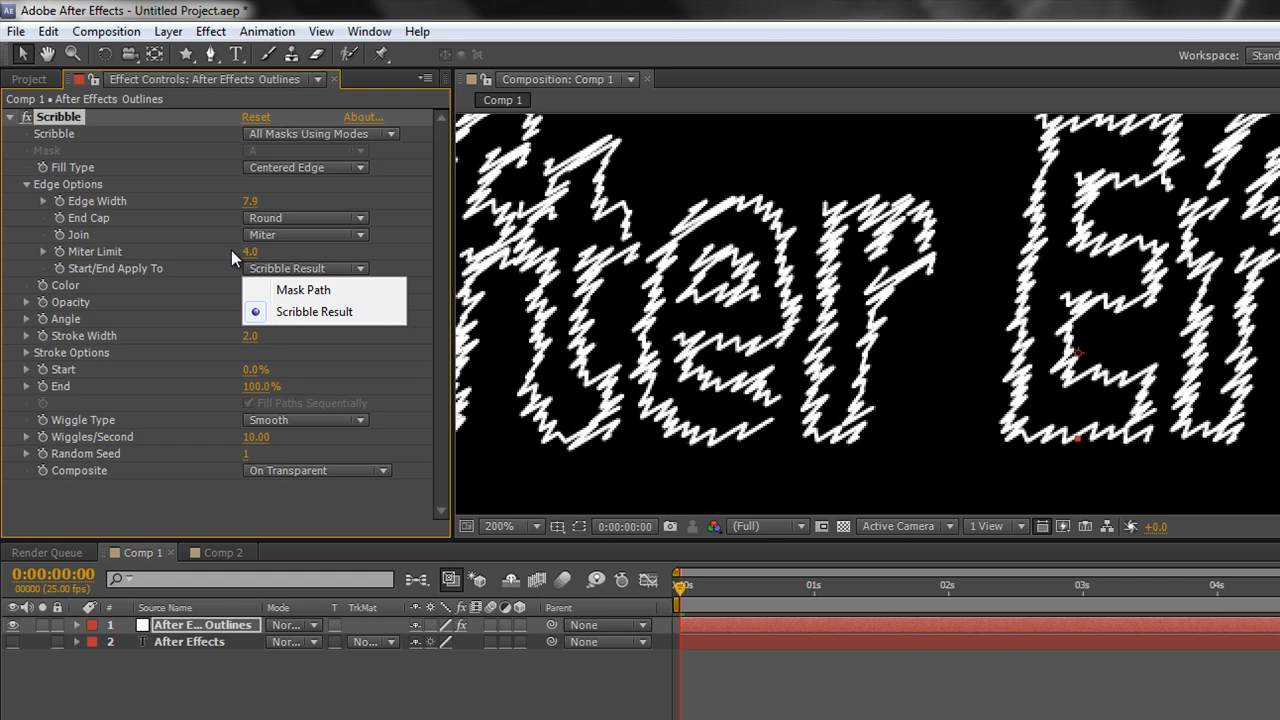 Adobe After Effects - Untitled Project.aep *
File Edit Composition Layer Effect Animation View Window Help
Workspace: Stand
Project Effect Controls: After Effects Outlines Composition: Comp 1
Comp 1 • After Effects Outlines
Comp 1
fx Scribble Reset About...
Scribble All Masks Using Modes
Mask A
Fill Type Centered Edge
Edge Options
Edge Width 7.9
End Cap Round
Join Miter
Miter Limit 4.0
Start/End Apply To Scribble Result
Mask Path
Scribble Result
Color
Opacity
Angle
Stroke Width 2.0
Stroke Options
Start 0.0%
End 100.0%
Fill Paths Sequentially
Wiggle Type Smooth
Wiggles/Second 10.00
Random Seed 1
Composite On Transparent
fter Ef
200% 0:00:00:00 (Full) Active Camera 1 View +0.0
Render Queue Comp 1 Comp 2
0:00:00:00
00000 (25.00 fps)
0s 01s 02s 03s 04s
# Source Name Mode T TrkMat fx Parent
1 After E... Outlines Nor... fx None
2 T After Effects Nor... No... None